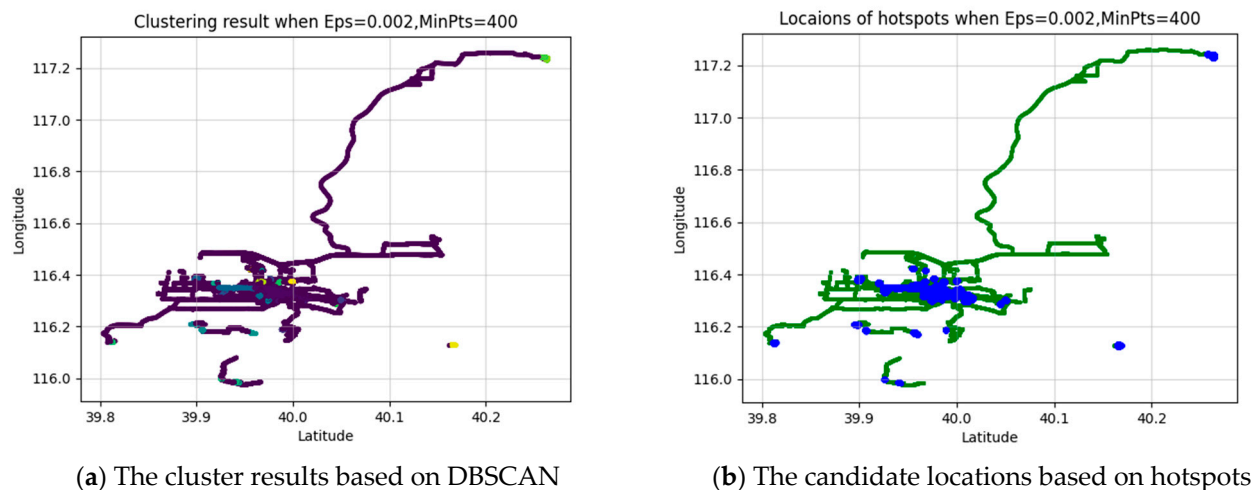 Clustering result when Eps=0.002,MinPts=400
117.2
117.0
116.8
116.6
116.4
116.2
116.0
Longitude
39.8 39.9 40.0 40.1 40.2
Latitude
(a) The cluster results based on DBSCAN
Locaions of hotspots when Eps=0.002,MinPts=400
117.2
117.0
116.8
116.6
116.4
116.2
116.0
Longitude
39.8 39.9 40.0 40.1 40.2
Latitude
(b) The candidate locations based on hotspots